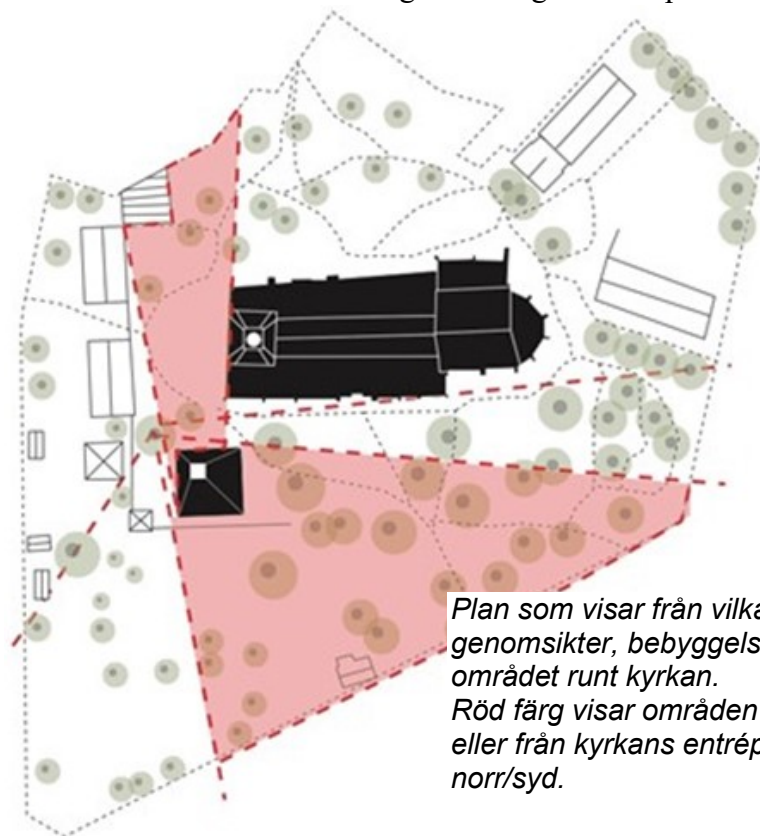 Plan som visar från vilka
genomsikter, bebyggels
området runt kyrkan.
Röd färg visar områden
eller från kyrkans entrép
norr/syd.